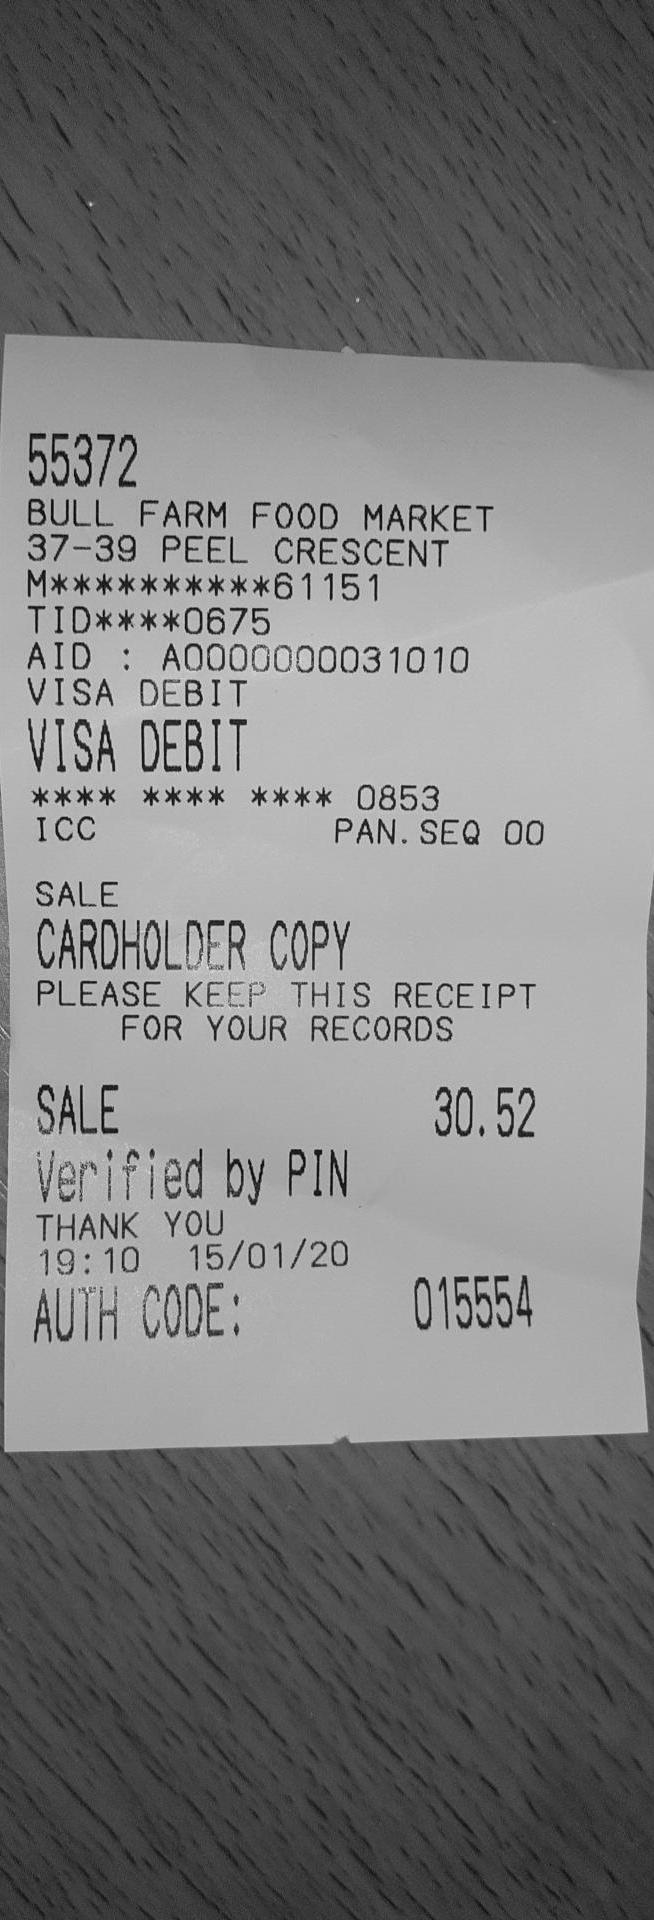 55372
BULL FARM FOOD MARKET
37-39 PEEL CRESCENT
M**********61151
TID****0675
AID : A0000000031010
VISA DEBIT
VISA DEBIT
**** **** **** 0853
ICC PAN.SEQ 00
SALE
CARDHOLDER COPY
PLEASE KEEP THIS RECEIPT
FOR YOUR RECORDS
SALE 30.52
Verified by PIN
THANK YOU
19:10 15/01/20
AUTH CODE: 015554